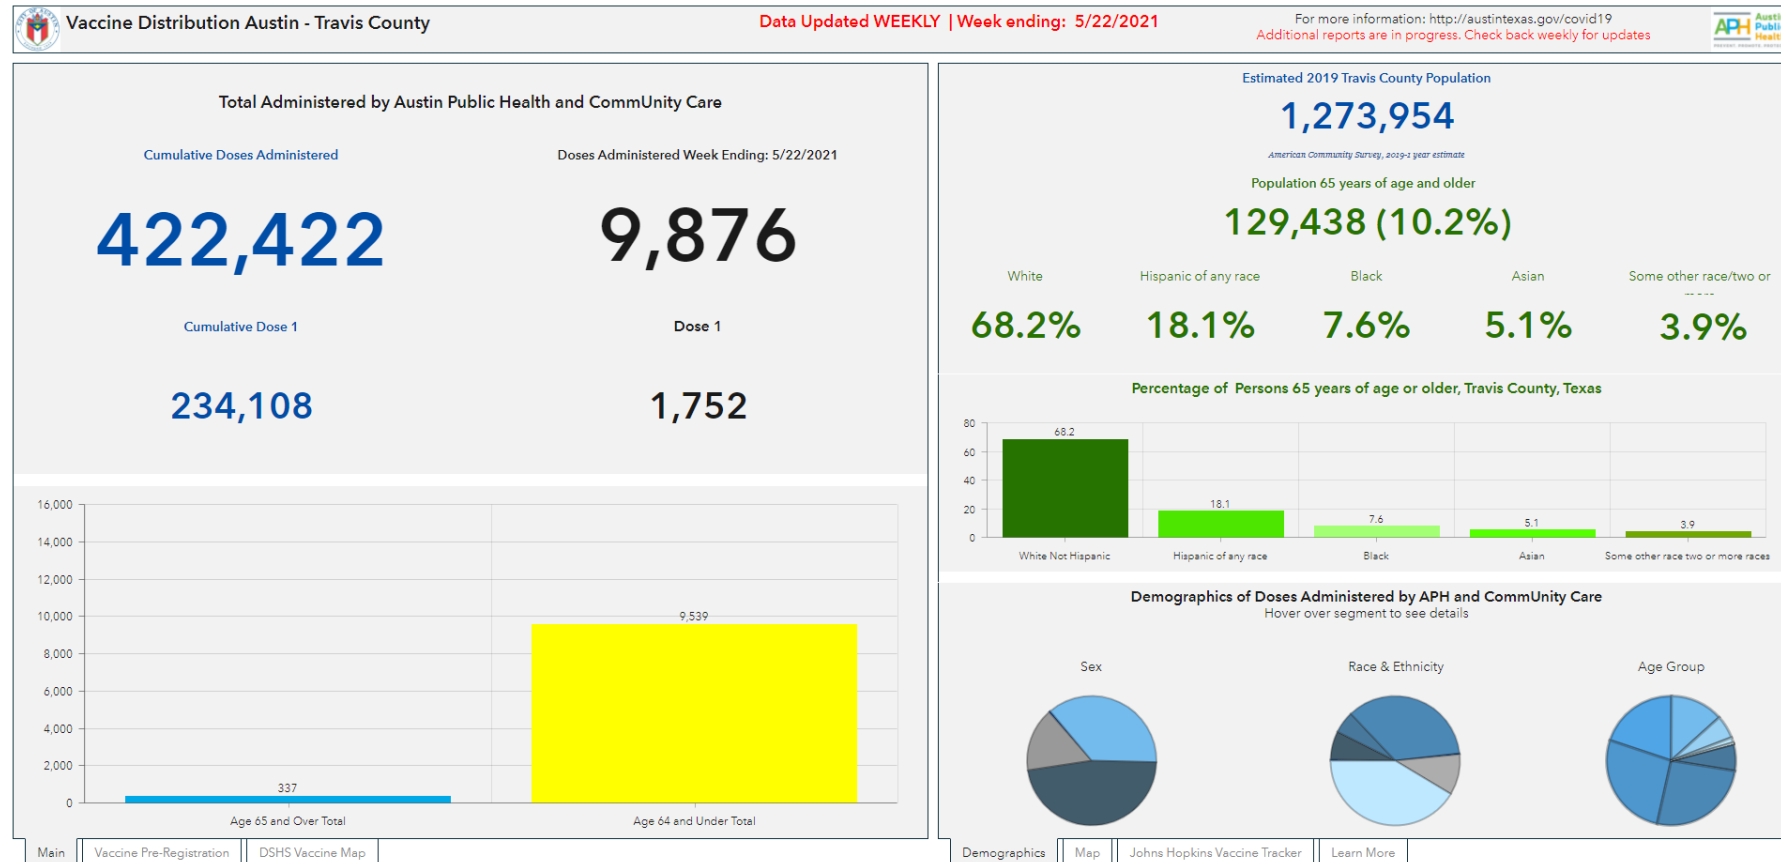 Vaccine Distribution Austin - Travis County
Data Updated WEEKLY | Week ending: 5/22/2021
For more information: http://austintexas.gov/covid19
Additional reports are in progress. Check back weekly for updates
APH Austin Public Health
Total Administered by Austin Public Health and CommUnity Care
Cumulative Doses Administered
422,422
Doses Administered Week Ending: 5/22/2021
9,876
Cumulative Dose 1
234,108
Dose 1
1,752
16,000
14,000
12,000
10,000
8,000
6,000
4,000
2,000
0
337
9,539
Age 65 and Over Total
Age 64 and Under Total
Main
Vaccine Pre-Registration
DSHS Vaccine Map
Estimated 2019 Travis County Population
1,273,954
American Community Survey, 2019-1 year estimate
Population 65 years of age and older
129,438 (10.2%)
White
Hispanic of any race
Black
Asian
Some other race/two or
68.2%
18.1%
7.6%
5.1%
3.9%
Percentage of Persons 65 years of age or older, Travis County, Texas
80
60
40
20
0
68.2
18.1
7.6
5.1
3.9
White Not Hispanic
Hispanic of any race
Black
Asian
Some other race two or more races
Demographics of Doses Administered by APH and CommUnity Care
Hover over segment to see details
Sex
Race & Ethnicity
Age Group
Demographics
Map
Johns Hopkins Vaccine Tracker
Learn More